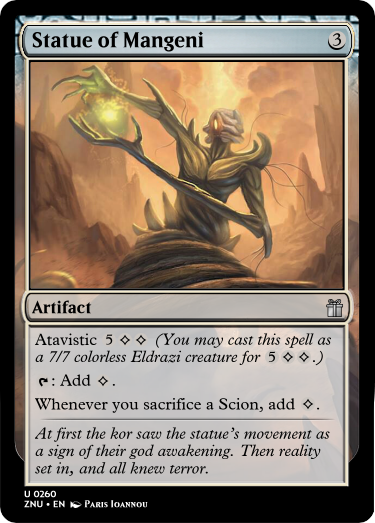 Statue of Mangeni 3
Artifact
Atavistic 5 ◇ ◇ (You may cast this spell as
a 7/7 colorless Eldrazi creature for 5 ◇ ◇.)
: Add ◇.
Whenever you sacrifice a Scion, add ◇.
At first the kor saw the statue's movement as
a sign of their god awakening. Then reality
set in, and all knew terror.
U 0260
ZNU • EN Paris Ioannou